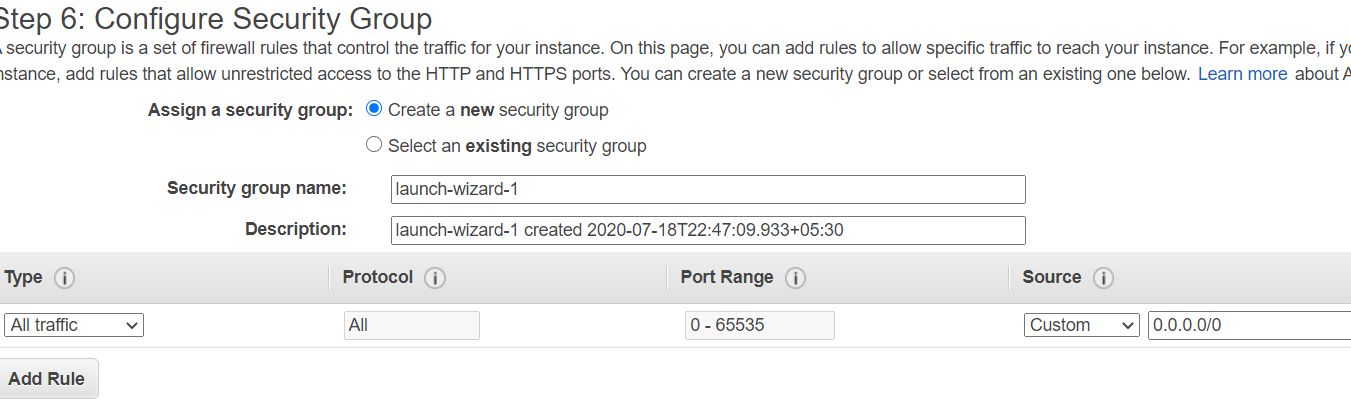 Step 6: Configure Security Group
A security group is a set of firewall rules that control the traffic for your instance. On this page, you can add rules to allow specific traffic to reach your instance. For example, if
instance, add rules that allow unrestricted access to the HTTP and HTTPS ports. You can create a new security group or select from an existing one below. Learn more about
Assign a security group: Create a new security group
Select an existing security group
Security group name: launch-wizard-1
Description: launch-wizard-1 created 2020-07-18T22:47:09.933+05:30
Type i Protocol i Port Range i Source i
All traffic All 0 - 65535 Custom 0.0.0.0/0
Add Rule